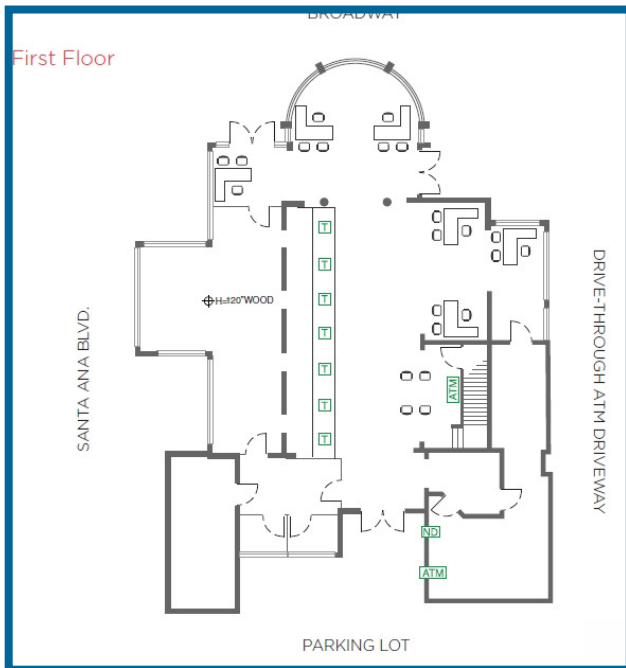 BROADWAY
First Floor
T
T
T
H=120"WOOD
T
T
T
T
SANTA ANA BLVD.
DRIVE-THROUGH ATM DRIVEWAY
ATM
ND
ATM
PARKING LOT